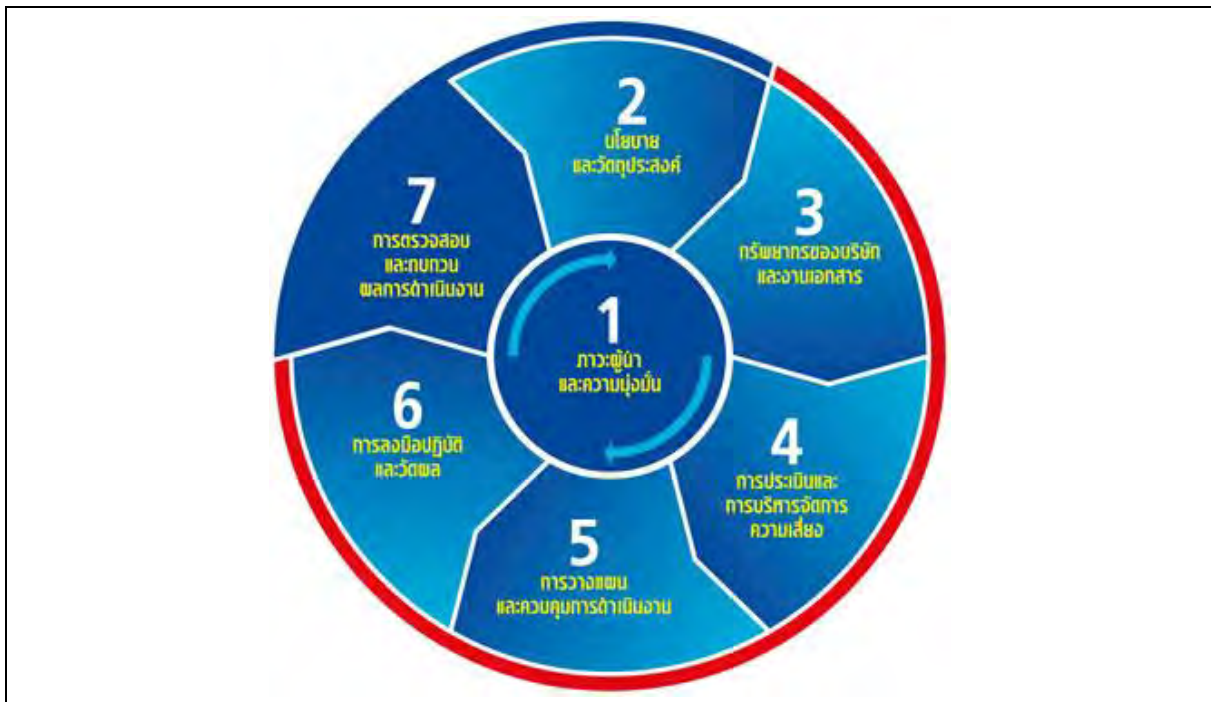 1
ภาวะผู้นำ
และความมุ่งมั่น
2
นโยบาย
และวัตถุประสงค์
3
ทรัพยากรของบริษัท
และงานเอกสาร
4
การประเมินและ
การบริหารจัดการ
ความเสี่ยง
5
การวางแผน
และควบคุมการดำเนินงาน
6
การลงมือปฏิบัติ
และวัดผล
7
การตรวจสอบ
และทบทวน
ผลการดำเนินงาน